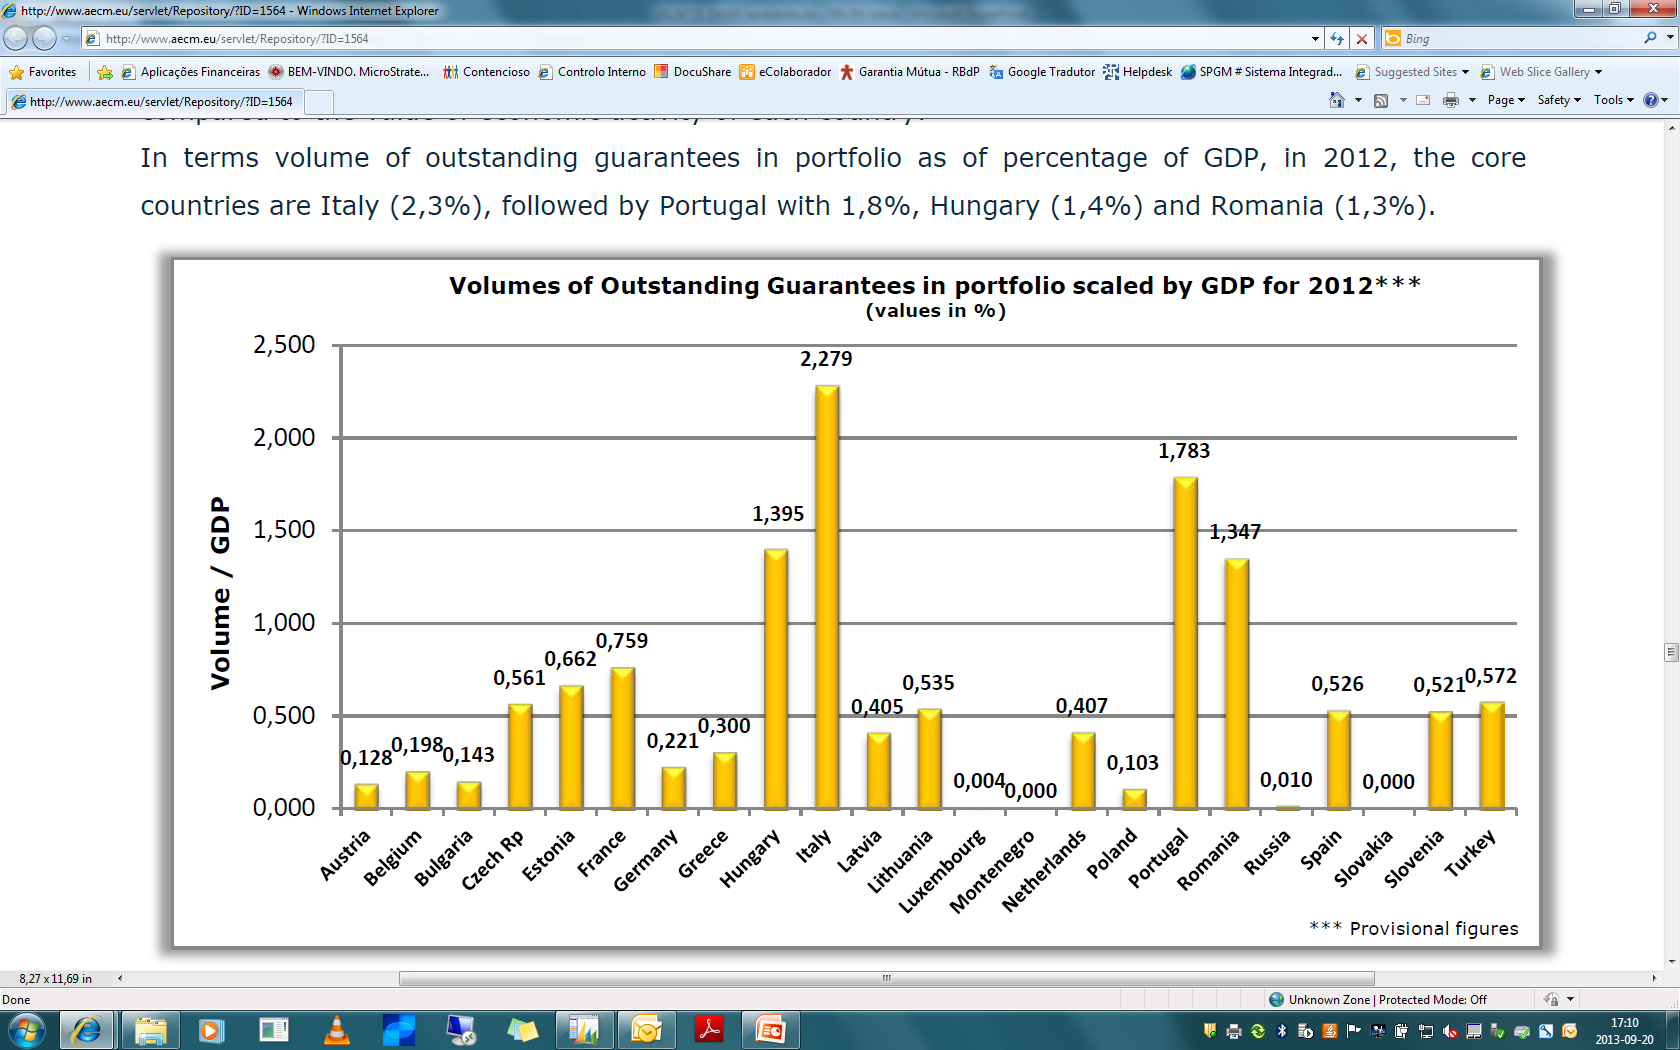 http://www.aecm.eu/servlet/Repository/?ID=1564 - Windows Internet Explorer
http://www.aecm.eu/servlet/Repository/?ID=1564
Bing
Favorites Aplicações Financeiras BEM-VINDO. MicroStrate... Contencioso Controlo Interno DocuShare eColaborador Garantia Mútua - RBdP Google Tradutor Helpdesk SPGM # Sistema Integrad... Suggested Sites Web Slice Gallery
http://www.aecm.eu/servlet/Repository/?ID=1564
Page Safety Tools
compared to the value of economic activity of each country.
In terms volume of outstanding guarantees in portfolio as of percentage of GDP, in 2012, the core
countries are Italy (2,3%), followed by Portugal with 1,8%, Hungary (1,4%) and Romania (1,3%).
Volumes of Outstanding Guarantees in portfolio scaled by GDP for 2012***
(values in %)
Volume / GDP
2,500
2,000
1,500
1,000
0,500
0,000
0,128
0,198
0,143
0,561
0,662
0,759
0,221
0,300
1,395
2,279
0,405
0,535
0,004
0,000
0,407
0,103
1,783
1,347
0,010
0,526
0,000
0,521
0,572
Austria
Belgium
Bulgaria
Czech Rp
Estonia
France
Germany
Greece
Hungary
Italy
Latvia
Lithuania
Luxembourg
Montenegro
Netherlands
Poland
Portugal
Romania
Russia
Spain
Slovakia
Slovenia
Turkey
*** Provisional figures
8,27 x 11,69 in
Done
Unknown Zone | Protected Mode: Off
17:10
2013-09-20